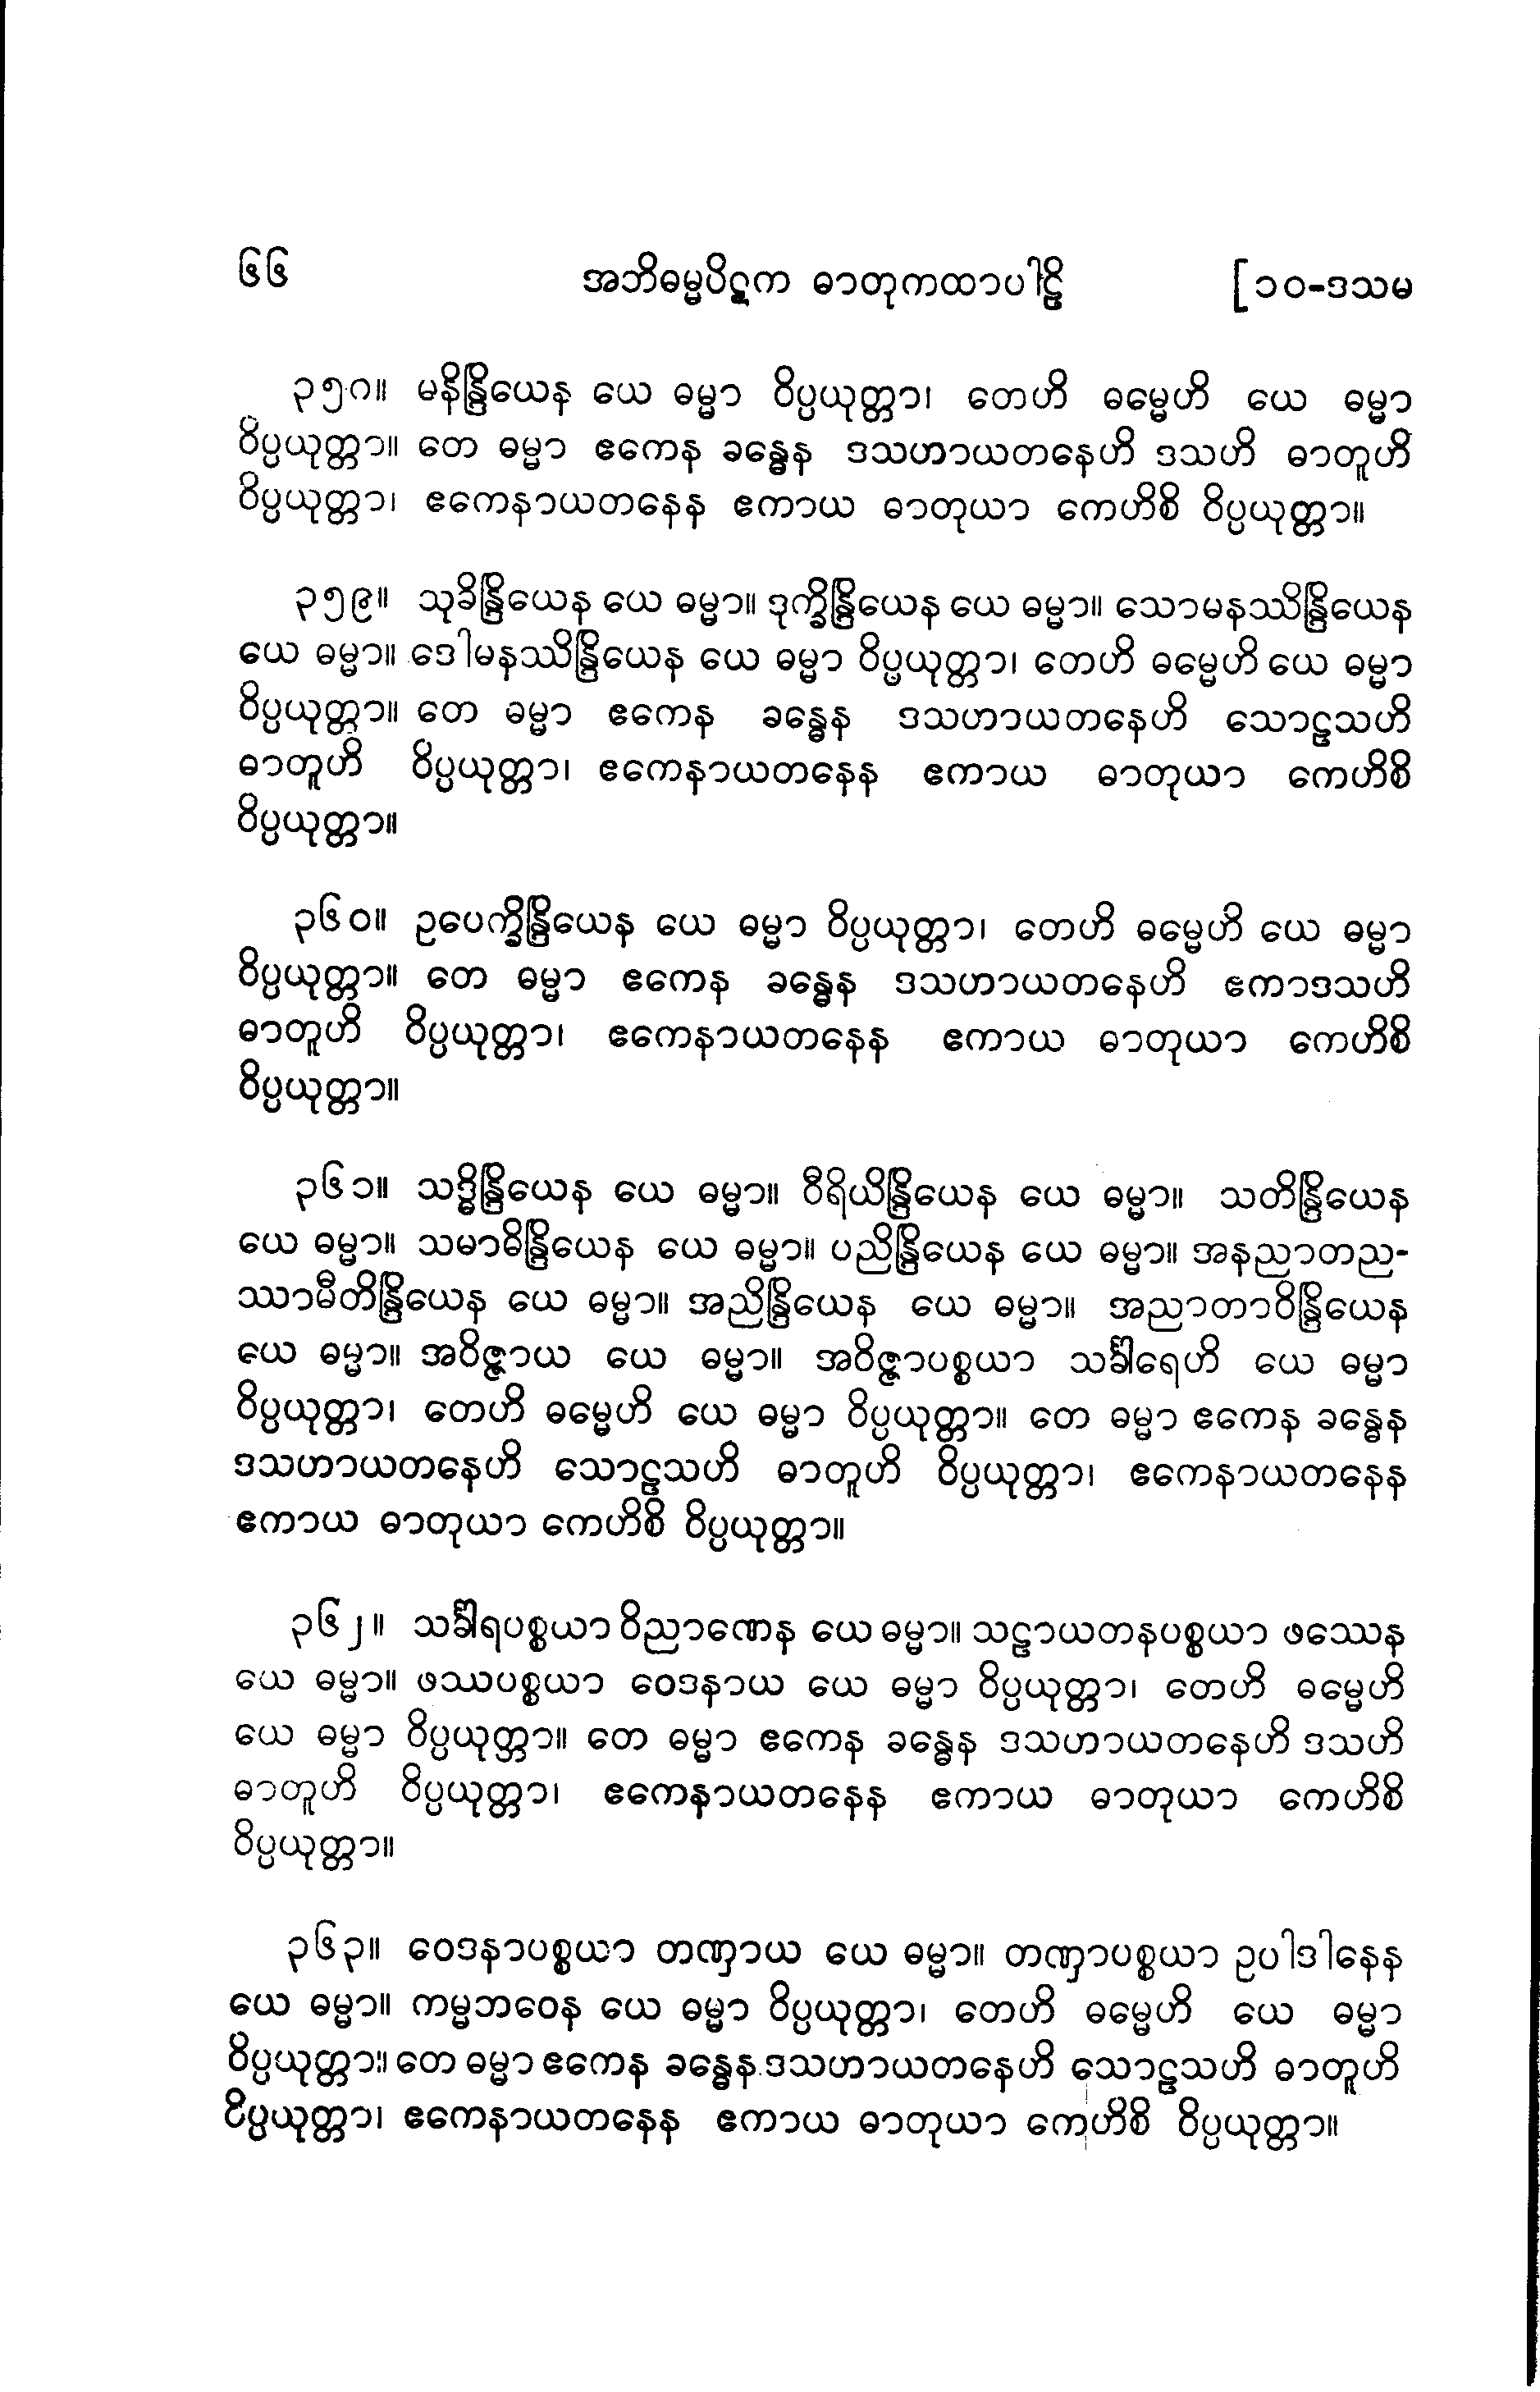 ၆၆ အဘိဓမ္မပိဋက ဓာတုကထာပါဠိ [ ၁၀-ဒသမ
၃၅၈။ မနိန္ဒြိယေန ယေ ဓမ္မာ ဝိပ္ပယုတ္တာ၊ တေဟိ ဓမ္မေဟိ ယေ ဓမ္မာ
ဝိပ္ပယုတ္တာ။ တေ ဓမ္မာ ဧကေန ခန္ဓေန ဒသဟာယတနေဟိ ဒသဟိ ဓာတူဟိ
ဝိပ္ပယုတ္တာ၊ ဧကေနာယတနေန ဧကာယ ဓာတုယာ ကေဟိစိ ဝိပ္ပယုတ္တာ။
၃၅၉။ သုခိန္ဒြိယေန ယေ ဓမ္မာ။ ဒုက္ခိန္ဒြိယေန ယေ ဓမ္မာ။ သောမနဿိန္ဒြိယေန
ယေ ဓမ္မာ။ ဒေါမနဿိန္ဒြိယေန ယေ ဓမ္မာ ဝိပ္ပယုတ္တာ၊ တေဟိ ဓမ္မေဟိ ယေ ဓမ္မာ
ဝိပ္ပယုတ္တာ။ တေ ဓမ္မာ ဧကေန ခန္ဓေန ဒသဟာယတနေဟိ သောဠသဟိ
ဓာတူဟိ ဝိပ္ပယုတ္တာ၊ ဧကေနာယတနေန ဧကာယ ဓာတုယာ ကေဟိစိ
ဝိပ္ပယုတ္တာ။
၃၆၀။ ဥပေက္ခိန္ဒြိယေန ယေ ဓမ္မာ ဝိပ္ပယုတ္တာ၊ တေဟိ ဓမ္မေဟိ ယေ ဓမ္မာ
ဝိပ္ပယုတ္တာ။ တေ ဓမ္မာ ဧကေန ခန္ဓေန ဒသဟာယတနေဟိ ဧကာဒသဟိ
ဓာတူဟိ ဝိပ္ပယုတ္တာ၊ ဧကေနာယတနေန ဧကာယ ဓာတုယာ ကေဟိစိ
ဝိပ္ပယုတ္တာ။
၃၆၁။ သဒ္ဓိန္ဒြိယေန ယေ ဓမ္မာ။ ဝီရိယိန္ဒြိယေန ယေ ဓမ္မာ။ သတိန္ဒြိယေန
ယေ ဓမ္မာ။ သမာဓိန္ဒြိယေန ယေ ဓမ္မာ။ ပညိန္ဒြိယေန ယေ ဓမ္မာ။ အနညာတည-
ဿာမီတိန္ဒြိယေန ယေ ဓမ္မာ။ အညိန္ဒြိယေန ယေ ဓမ္မာ။ အညာတာဝိန္ဒြိယေန
ယေ ဓမ္မာ။ အဝိဇ္ဇာယ ယေ ဓမ္မာ။ အဝိဇ္ဇာပစ္စယာ သင်္ခါရေဟိ ယေ ဓမ္မာ
ဝိပ္ပယုတ္တာ၊ တေဟိ ဓမ္မေဟိ ယေ ဓမ္မာ ဝိပ္ပယုတ္တာ။ တေ ဓမ္မာ ဧကေန ခန္ဓေန
ဒသဟာယတနေဟိ သောဠသဟိ ဓာတူဟိ ဝိပ္ပယုတ္တာ၊ ဧကေနာယတနေန
ဧကာယ ဓာတုယာ ကေဟိစိ ဝိပ္ပယုတ္တာ။
၃၆၂။ သင်္ခါရပစ္စယာ ဝိညာဏေန ယေ ဓမ္မာ။ သဠာယတနပစ္စယာ ဖဿေန
ယေ ဓမ္မာ။ ဖဿပစ္စယာ ဝေဒနာယ ယေ ဓမ္မာ ဝိပ္ပယုတ္တာ၊ တေဟိ ဓမ္မေဟိ
ယေ ဓမ္မာ ဝိပ္ပယုတ္တာ။ တေ ဓမ္မာ ဧကေန ခန္ဓေန ဒသဟာယတနေဟိ ဒသဟိ
ဓာတူဟိ ဝိပ္ပယုတ္တာ၊ ဧကေနာယတနေန ဧကာယ ဓာတုယာ ကေဟိစိ
ဝိပ္ပယုတ္တာ။
၃၆၃။ ဝေဒနာပစ္စယာ တဏှာယ ယေ ဓမ္မာ။ တဏှာပစ္စယာ ဥပါဒါနေန
ယေ ဓမ္မာ။ ကမ္မဘဝေန ယေ ဓမ္မာ ဝိပ္ပယုတ္တာ၊ တေဟိ ဓမ္မေဟိ ယေ ဓမ္မာ
ဝိပ္ပယုတ္တာ။ တေ ဓမ္မာ ဧကေန ခန္ဓေန ဒသဟာယတနေဟိ သောဠသဟိ ဓာတူဟိ
ဝိပ္ပယုတ္တာ၊ ဧကေနာယတနေန ဧကာယ ဓာတုယာ ကေဟိစိ ဝိပ္ပယုတ္တာ။